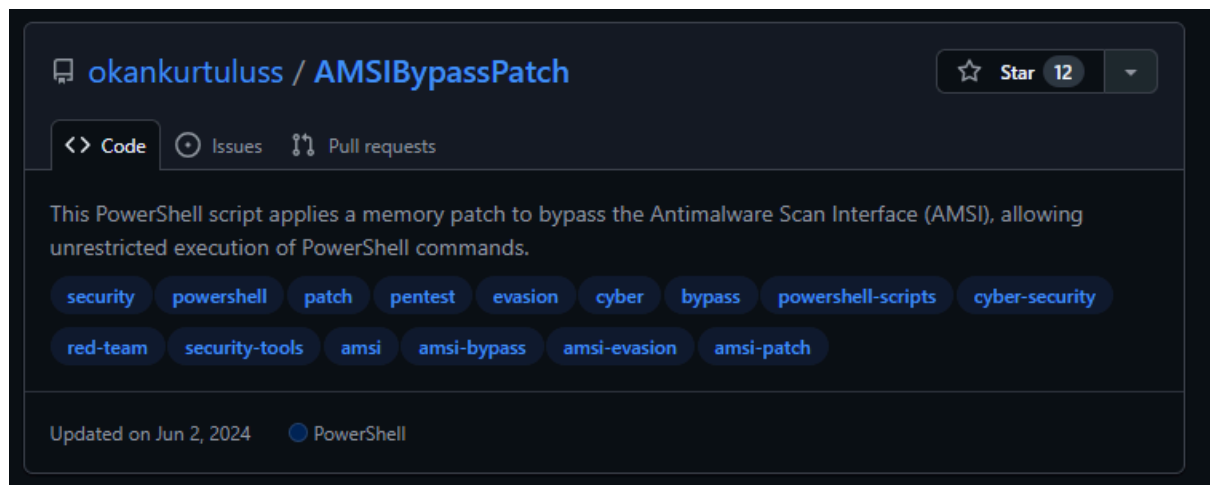 okankurtuluss / AMSIBypassPatch
Star 12
Code Issues Pull requests
This PowerShell script applies a memory patch to bypass the Antimalware Scan Interface (AMSI), allowing
unrestricted execution of PowerShell commands.
security powershell patch pentest evasion cyber bypass powershell-scripts cyber-security
red-team security-tools amsi amsi-bypass amsi-evasion amsi-patch
Updated on Jun 2, 2024 PowerShell